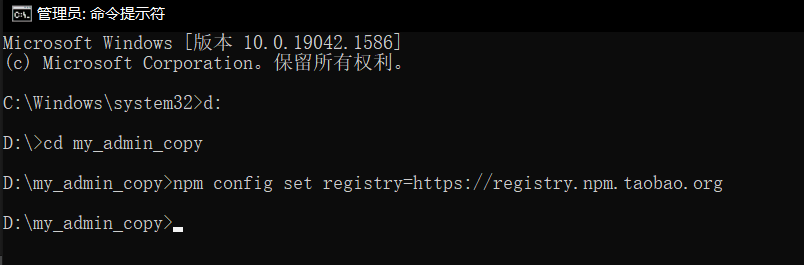 管理员: 命令提示符
Microsoft Windows [版本 10.0.19042.1586]
(c) Microsoft Corporation。保留所有权利。
C:\Windows\system32>d:
D:\>cd my_admin_copy
D:\my_admin_copy>npm config set registry=https://registry.npm.taobao.org
D:\my_admin_copy>